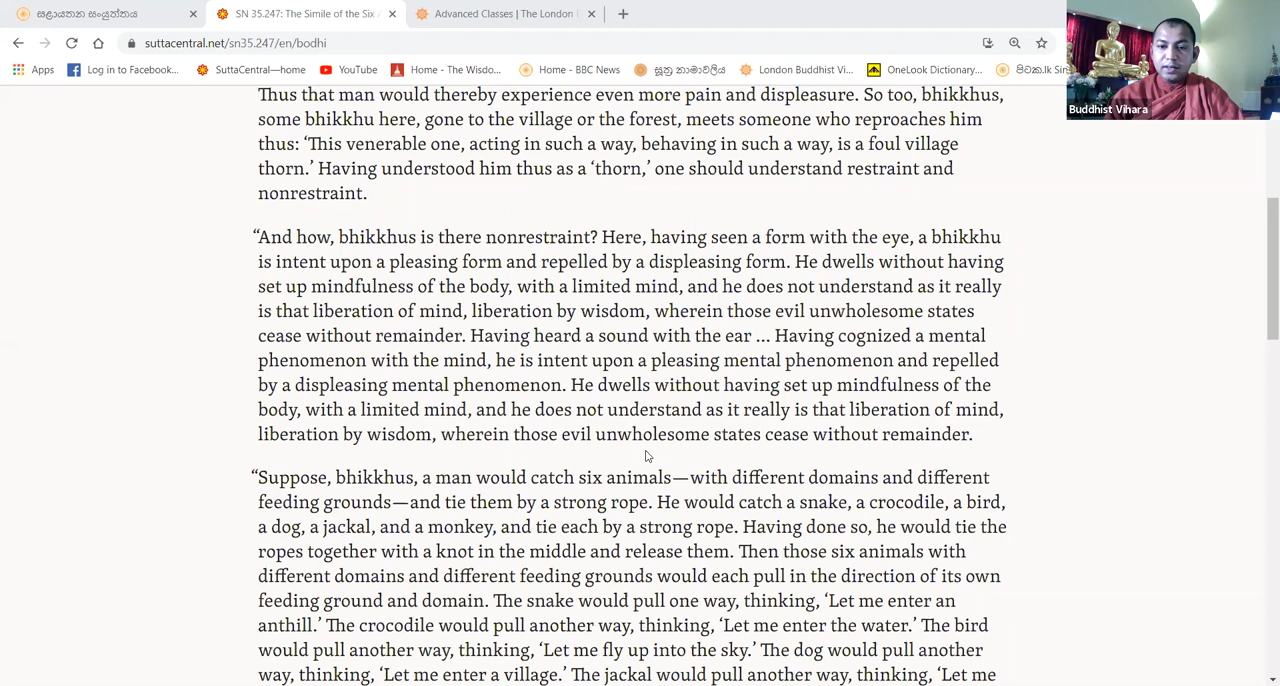 සළායතන සංයුත්තය
SN 35.247: The Simile of the Six A
Advanced Classes | The London
suttacentral.net/sn35.247/en/bodhi
Apps
Log in to Facebook...
SuttaCentral—home
YouTube
Home - The Wisdo...
Home - BBC News
සූත්‍ර නාමාවලිය
London Buddhist Vi...
OneLook Dictionary...
පිටක.lk
Buddhist Vihara
Thus that man would thereby experience even more pain and displeasure. So too, bhikkhus,
some bhikkhu here, gone to the village or the forest, meets someone who reproaches him
thus: ‘This venerable one, acting in such a way, behaving in such a way, is a foul village
thorn.’ Having understood him thus as a ‘thorn,’ one should understand restraint and
nonrestraint.
“And how, bhikkhus is there nonrestraint? Here, having seen a form with the eye, a bhikkhu
is intent upon a pleasing form and repelled by a displeasing form. He dwells without having
set up mindfulness of the body, with a limited mind, and he does not understand as it really
is that liberation of mind, liberation by wisdom, wherein those evil unwholesome states
cease without remainder. Having heard a sound with the ear … Having cognized a mental
phenomenon with the mind, he is intent upon a pleasing mental phenomenon and repelled
by a displeasing mental phenomenon. He dwells without having set up mindfulness of the
body, with a limited mind, and he does not understand as it really is that liberation of mind,
liberation by wisdom, wherein those evil unwholesome states cease without remainder.
“Suppose, bhikkhus, a man would catch six animals—with different domains and different
feeding grounds—and tie them by a strong rope. He would catch a snake, a crocodile, a bird,
a dog, a jackal, and a monkey, and tie each by a strong rope. Having done so, he would tie the
ropes together with a knot in the middle and release them. Then those six animals with
different domains and different feeding grounds would each pull in the direction of its own
feeding ground and domain. The snake would pull one way, thinking, ‘Let me enter an
anthill.’ The crocodile would pull another way, thinking, ‘Let me enter the water.’ The bird
would pull another way, thinking, ‘Let me fly up into the sky.’ The dog would pull another
way, thinking, ‘Let me enter a village.’ The jackal would pull another way, thinking, ‘Let me